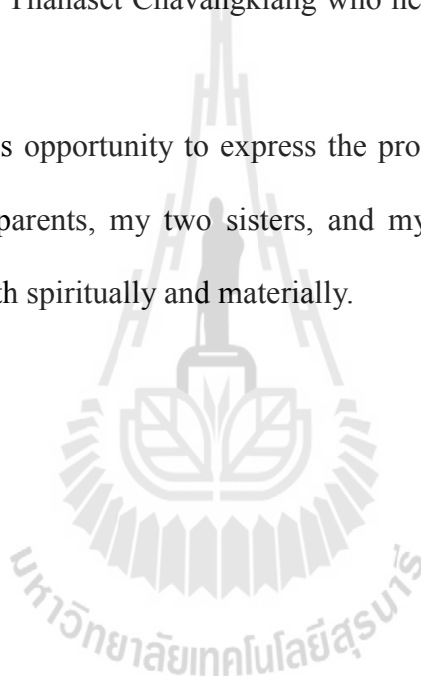 Thanaset Chavangklang who
s opportunity to express the
parents, my two sisters, and my
th spiritually and materially.
มหาวิทยาลัยเทคโนโลยีสุรนารี